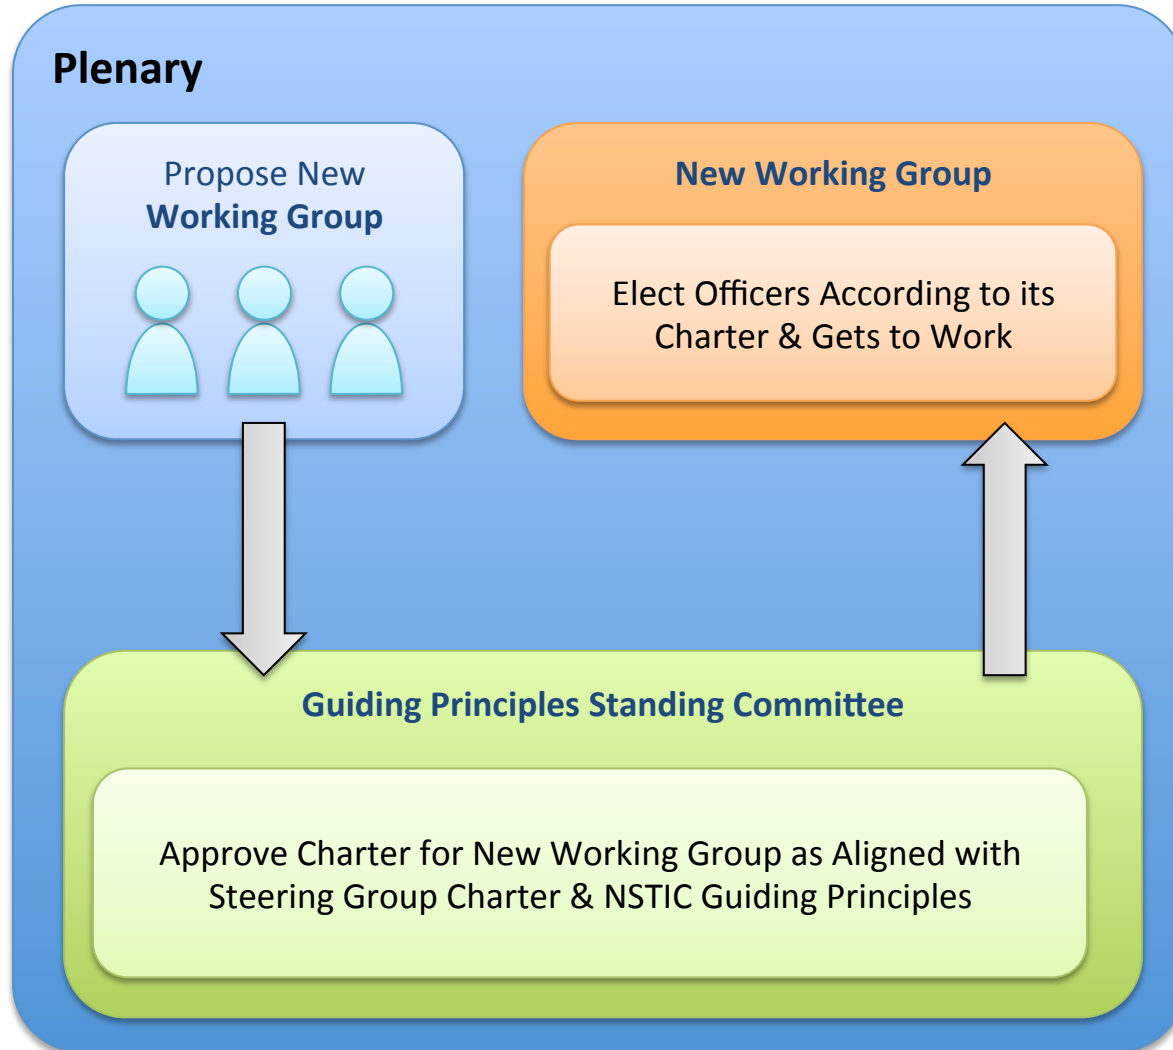 Plenary
Propose New
Working Group
New Working Group
Elect Officers According to its
Charter & Gets to Work
Guiding Principles Standing Committee
Approve Charter for New Working Group as Aligned with
Steering Group Charter & NSTIC Guiding Principles